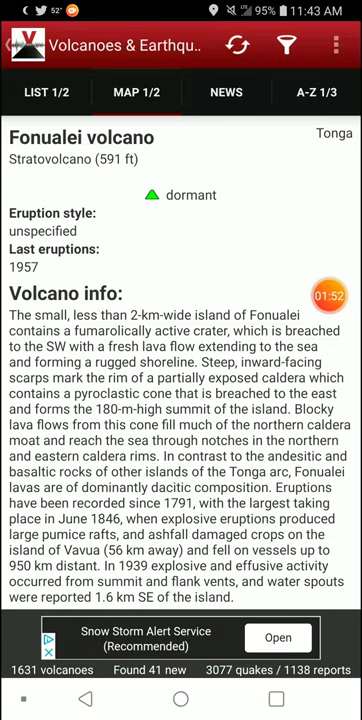 52° 95% 11:43 AM
Volcanoes & Earthqu..
LIST 1/2 MAP 1/2 NEWS A-Z 1/3
Fonualei volcano Tonga
Stratovolcano (591 ft)
dormant
Eruption style:
unspecified
Last eruptions:
1957
01:52
Volcano info:
The small, less than 2-km-wide island of Fonualei
contains a fumarolically active crater, which is breached
to the SW with a fresh lava flow extending to the sea
and forming a rugged shoreline. Steep, inward-facing
scarps mark the rim of a partially exposed caldera which
contains a pyroclastic cone that is breached to the east
and forms the 180-m-high summit of the island. Blocky
lava flows from this cone fill much of the northern caldera
moat and reach the sea through notches in the northern
and eastern caldera rims. In contrast to the andesitic and
basaltic rocks of other islands of the Tonga arc, Fonualei
lavas are of dominantly dacitic composition. Eruptions
have been recorded since 1791, with the largest taking
place in June 1846, when explosive eruptions produced
large pumice rafts, and ashfall damaged crops on the
island of Vavua (56 km away) and fell on vessels up to
950 km distant. In 1939 explosive and effusive activity
occurred from summit and flank vents, and water spouts
were reported 1.6 km SE of the island.
Snow Storm Alert Service
(Recommended)
Open
1631 volcanoes Found 41 new 3077 quakes / 1138 reports